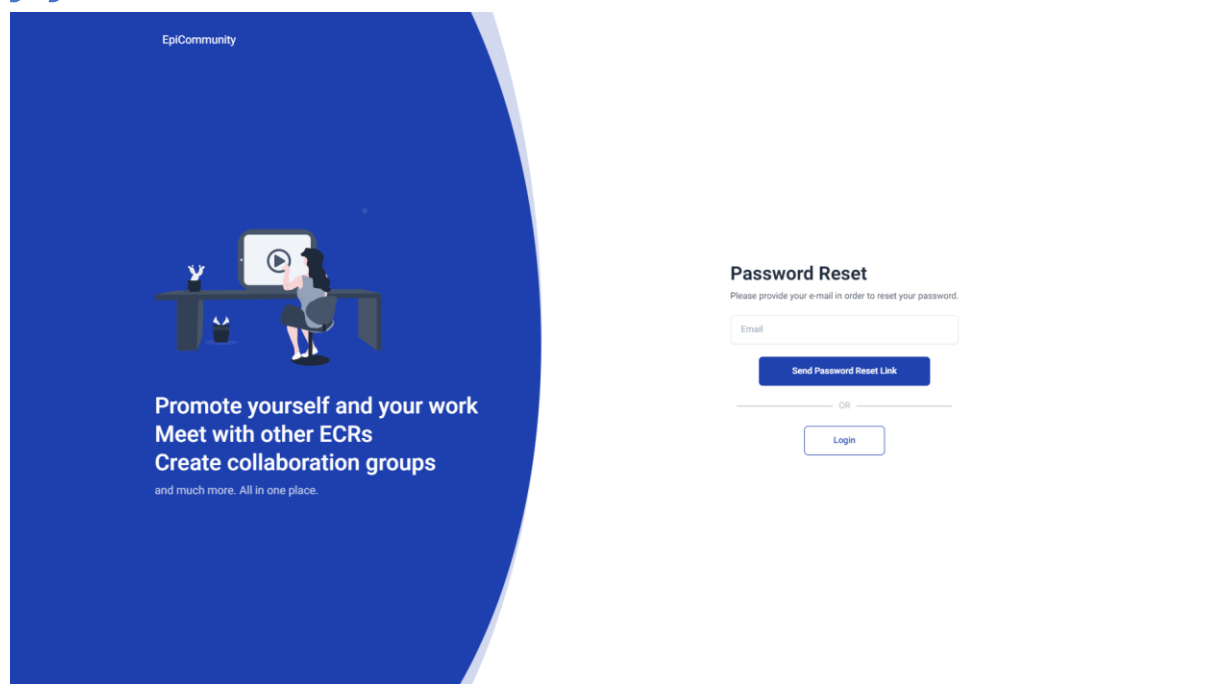 EpiCommunity
Promote yourself and your work
Meet with other ECRs
Create collaboration groups
and much more. All in one place.
Password Reset
Please provide your e-mail in order to reset your password.
Email
Send Password Reset Link
OR
Login